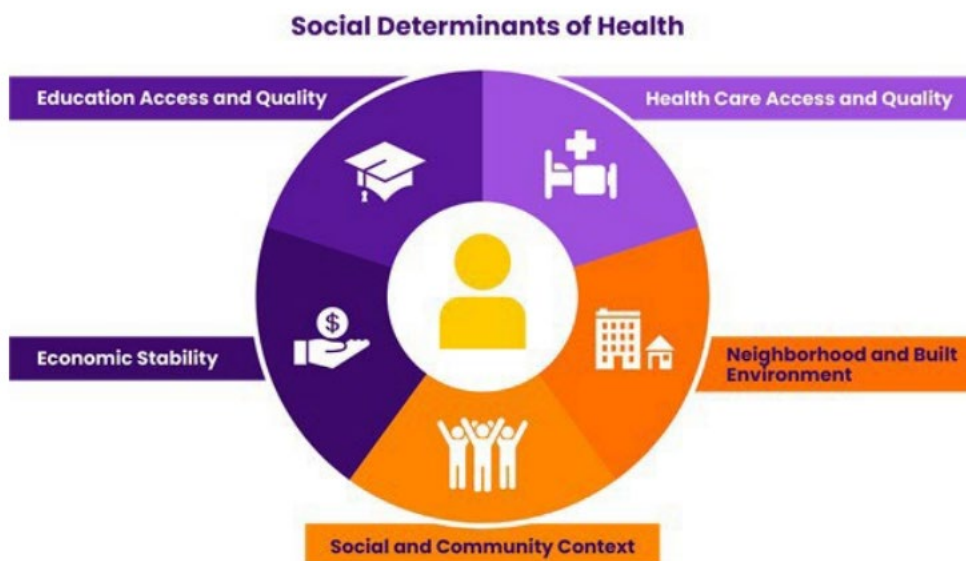 Social Determinants of Health
Education Access and Quality
Health Care Access and Quality
$
Economic Stability
Neighborhood and Built
Environment
Social and Community Context